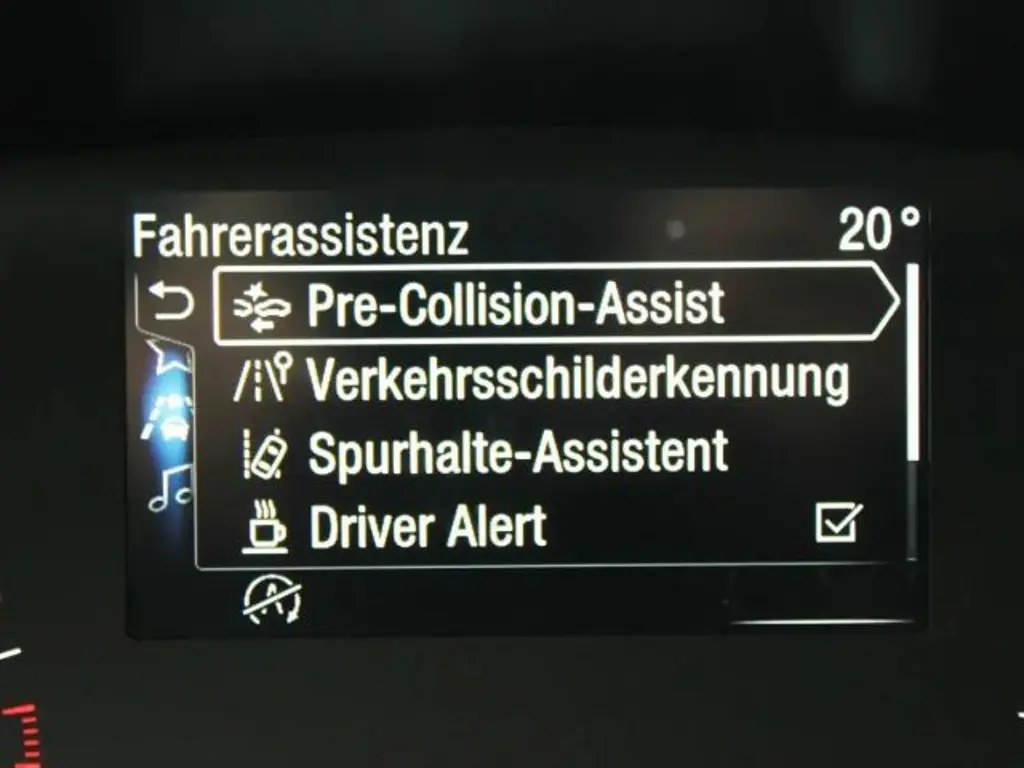 Fahrerassistenz 20°
Pre-Collision-Assist
Verkehrsschilderkennung
Spurhalte-Assistent
Driver Alert
A